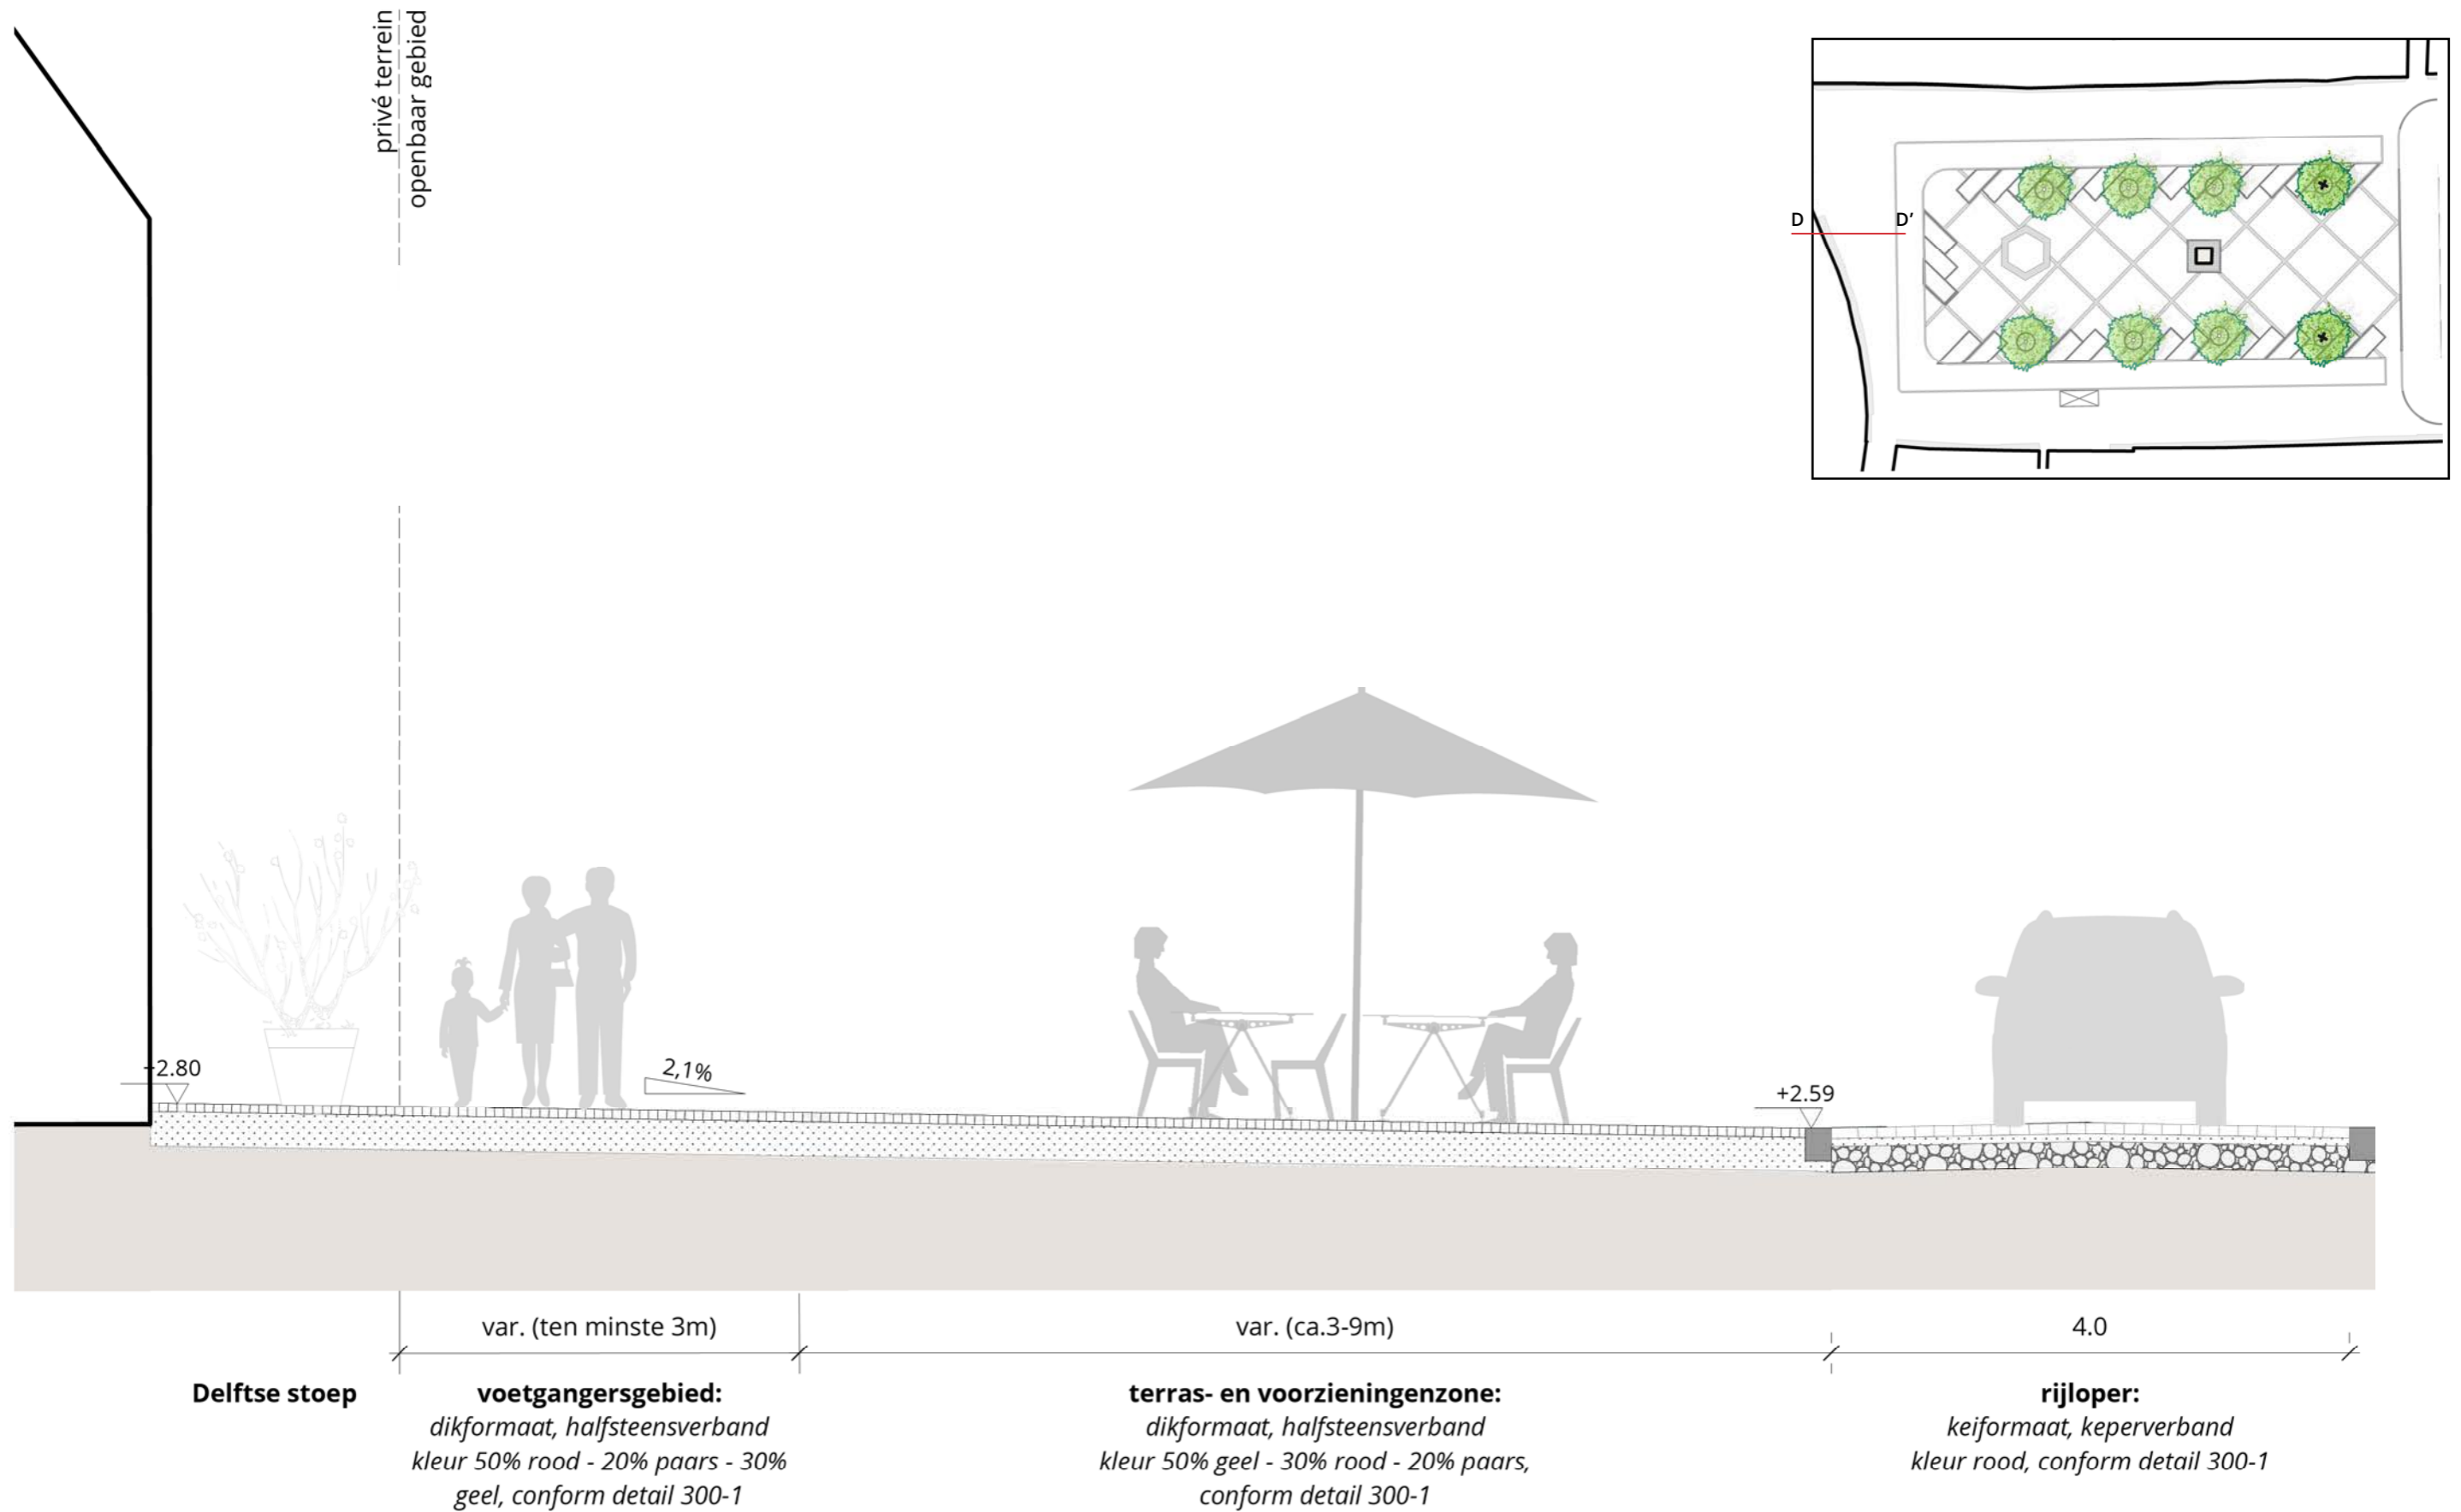 privé terrein
openbaar gebied
D
D’
+2.80
2,1%
+2.59
var. (ten minste 3m)
var. (ca.3-9m)
4.0
Delftse stoep
voetgangersgebied:
dikformaat, halfsteensverband
kleur 50% rood - 20% paars - 30%
geel, conform detail 300-1
terras- en voorzieningenzone:
dikformaat, halfsteensverband
kleur 50% geel - 30% rood - 20% paars,
conform detail 300-1
rijloper:
keiformaat, keperverband
kleur rood, conform detail 300-1